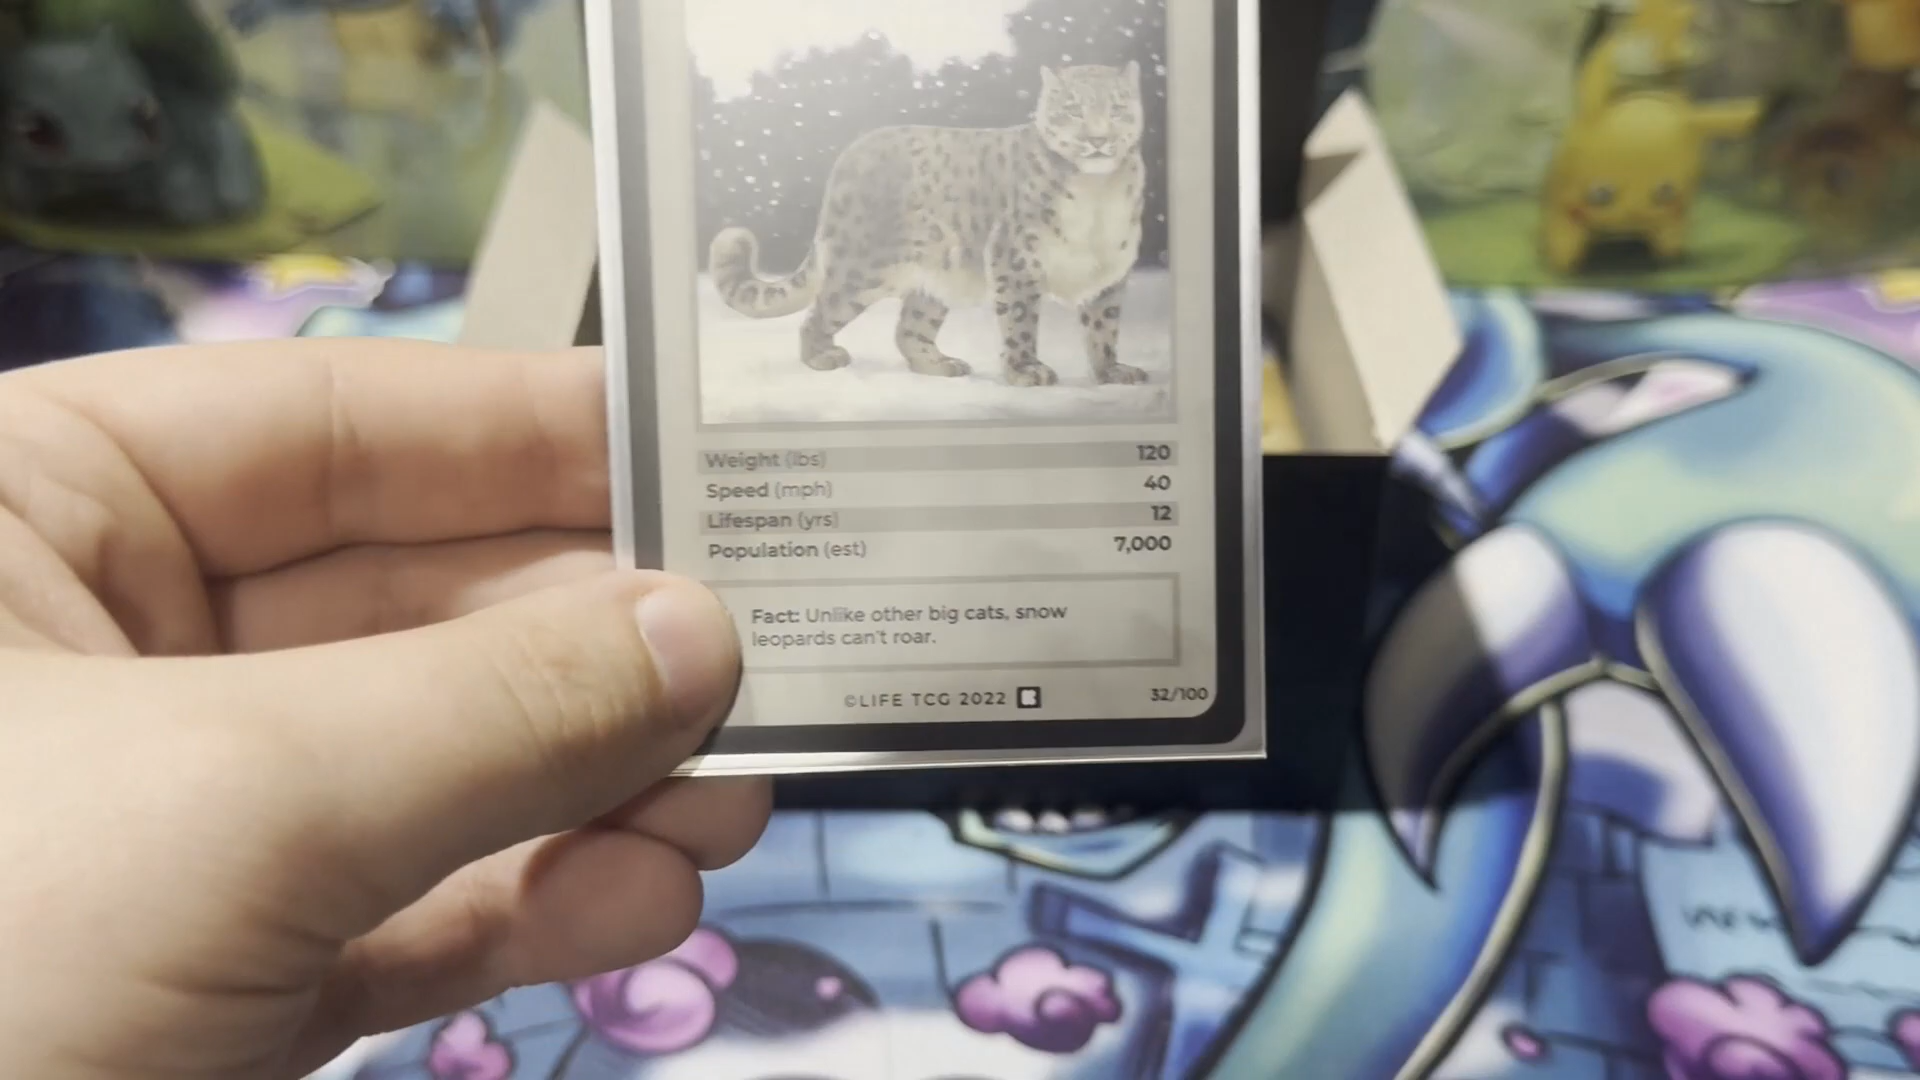 Weight (lbs) 120
Speed (mph) 40
Lifespan (yrs) 12
Population (est) 7,000
Fact: Unlike other big cats, snow
leopards can't roar.
©LIFE TCG 2022 32/100